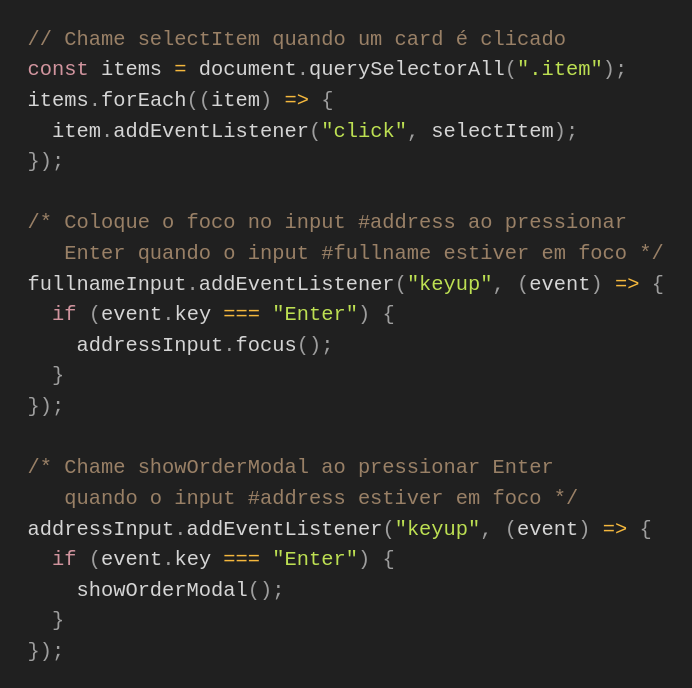 // Chame selectItem quando um card é clicado
const items = document.querySelectorAll(".item");
items.forEach((item) => {
  item.addEventListener("click", selectItem);
});

/* Coloque o foco no input #address ao pressionar
   Enter quando o input #fullname estiver em foco */
fullnameInput.addEventListener("keyup", (event) => {
  if (event.key === "Enter") {
    addressInput.focus();
  }
});

/* Chame showOrderModal ao pressionar Enter
   quando o input #address estiver em foco */
addressInput.addEventListener("keyup", (event) => {
  if (event.key === "Enter") {
    showOrderModal();
  }
});